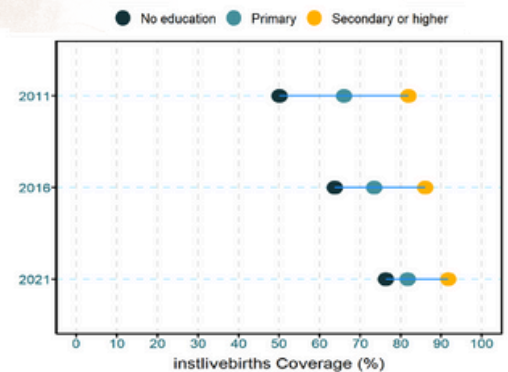 No education Primary Secondary or higher
2011
2016
2021
0 10 20 30 40 50 60 70 80 90 100
instlivebirths Coverage (%)